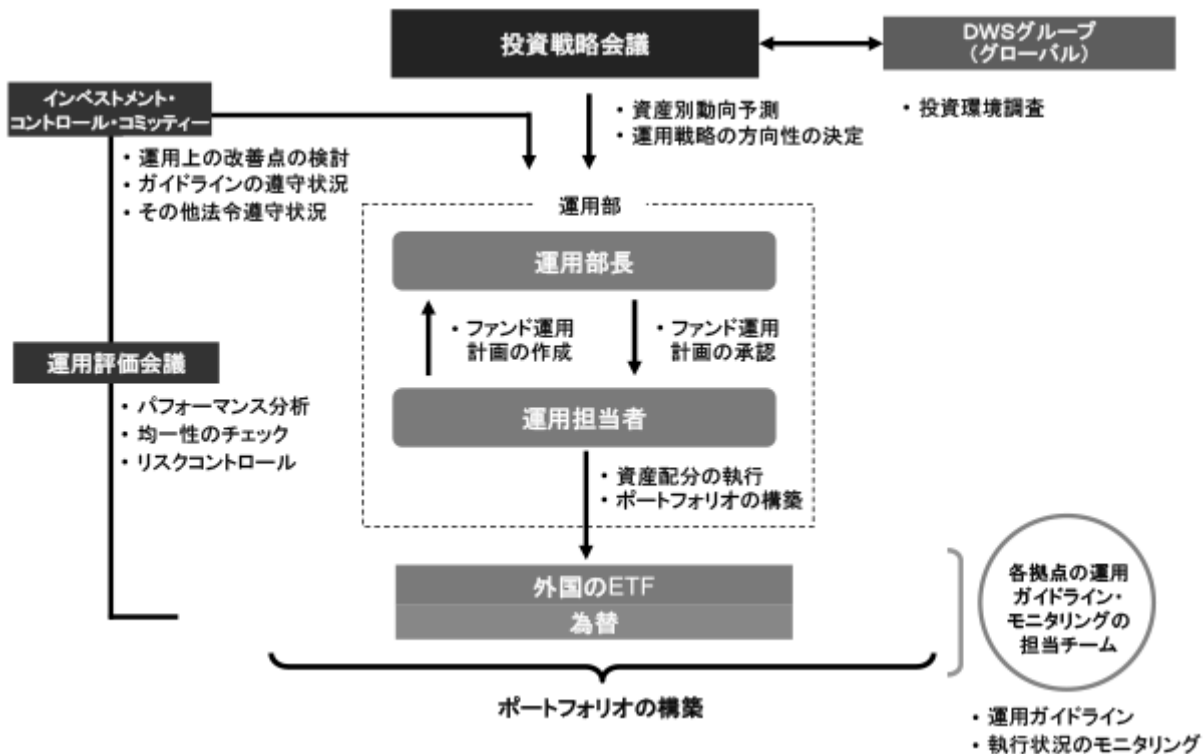 投資戦略会議
DWSグループ
（グローバル）
インベストメント・
コントロール・コミッティー
・ 資産別動向予測
・ 運用戦略の方向性の決定
・ 投資環境調査
・ 運用上の改善点の検討
・ ガイドラインの遵守状況
・ その他法令遵守状況
運用部
運用部長
・ ファンド運用
計画の作成
・ ファンド運用
計画の承認
運用評価会議
・ パフォーマンス分析
・ 均一性のチェック
・ リスクコントロール
運用担当者
・ 資産配分の執行
・ ポートフォリオの構築
外国のETF
為替
各拠点の運用
ガイドライン・
モニタリングの
担当チーム
ポートフォリオの構築
・ 運用ガイドライン
・ 執行状況のモニタリング